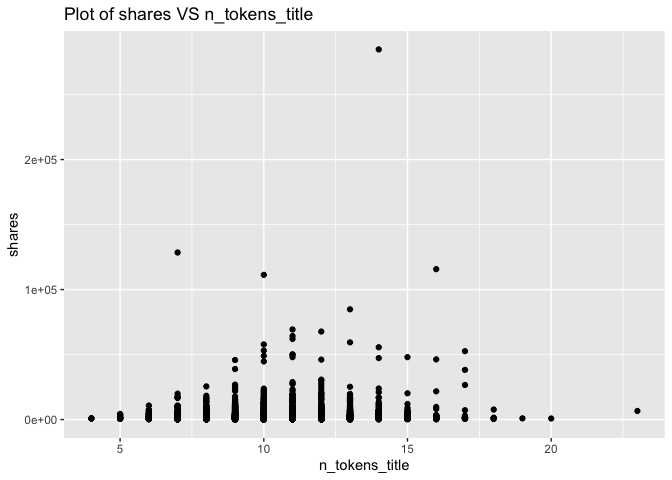 Plot of shares VS n_tokens_title
2e+05
1e+05
0e+00
shares
5 10 15 20
n_tokens_title